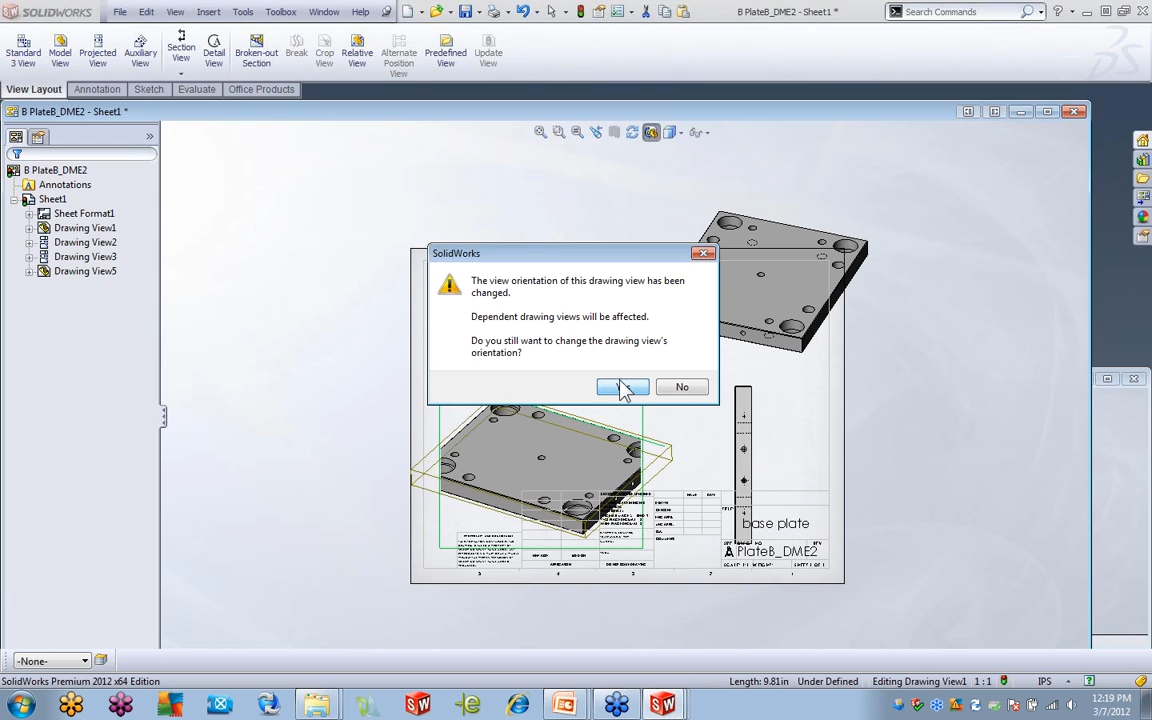 SOLIDWORKS File Edit View Insert Tools Toolbox Window Help B PlateB_DME2 - Sheet1 * Search Commands
Standard 3 View
Model View
Projected View
Auxiliary View
Section View
Detail View
Broken-out Section
Break
Crop View
Relative View
Alternate Position View
Predefined View
Update View
View Layout Annotation Sketch Evaluate Office Products
B PlateB_DME2 - Sheet1 *
B PlateB_DME2
Annotations
Sheet1
Sheet Format1
Drawing View1
Drawing View2
Drawing View3
Drawing View5
SolidWorks
The view orientation of this drawing view has been
changed.
Dependent drawing views will be affected.
Do you still want to change the drawing view's
orientation?
No
base plate
A PlateB_DME2
-None-
SolidWorks Premium 2012 x64 Edition Length: 9.81in Under Defined Editing Drawing View1 1 : 1 IPS
12:19 PM
3/7/2012